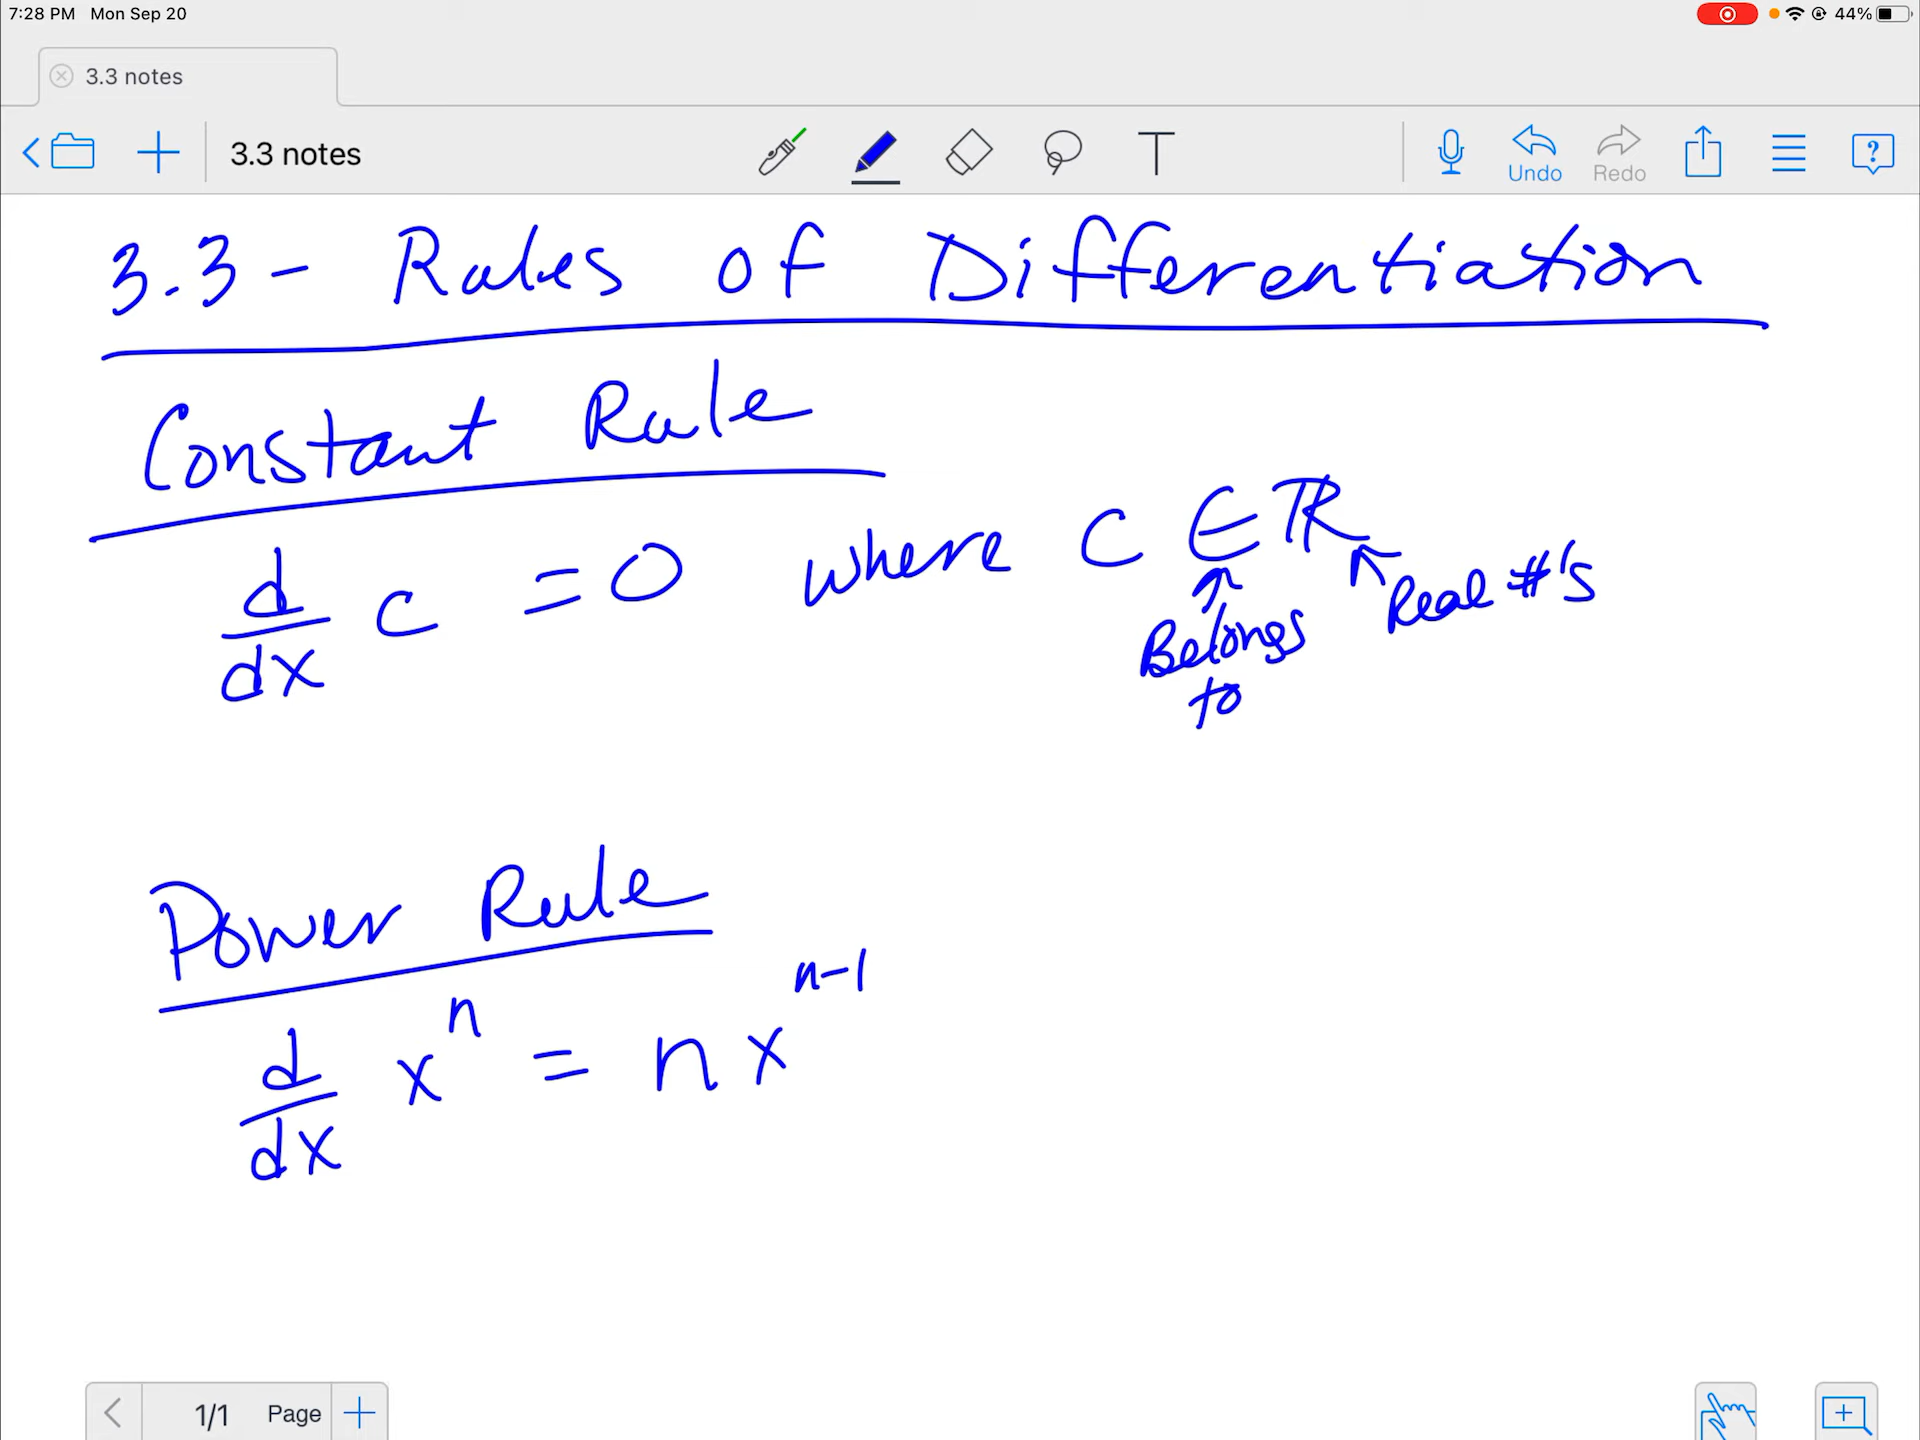 7:28 PM Mon Sep 20
44%
3.3 notes
3.3 notes
T
Undo
Redo
?
3.3 - Rules of Differentiation
Constant Rule
d/dx c = 0 where c ∈ ℝ
↑ Belongs to
↖ Real #'s
Power Rule
d/dx x^n = n x^(n-1)
1/1 Page